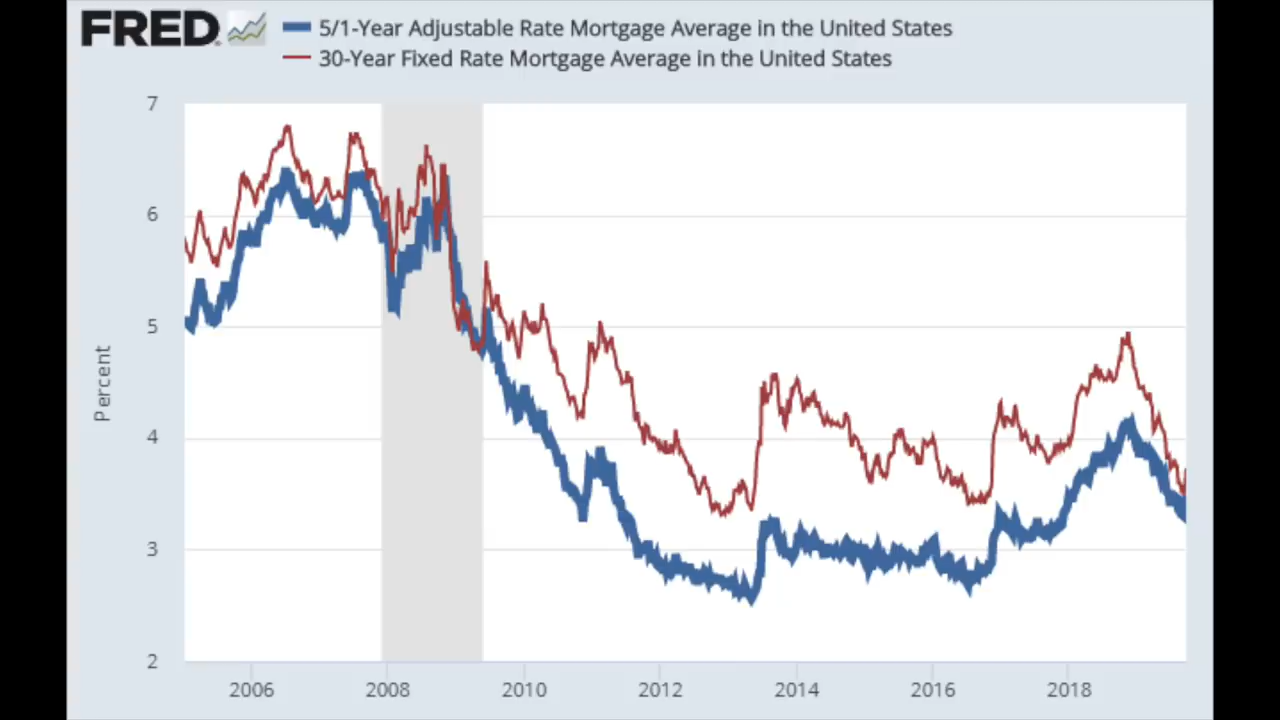 FRED
5/1-Year Adjustable Rate Mortgage Average in the United States
30-Year Fixed Rate Mortgage Average in the United States
7
6
5
4
3
2
Percent
2006 2008 2010 2012 2014 2016 2018